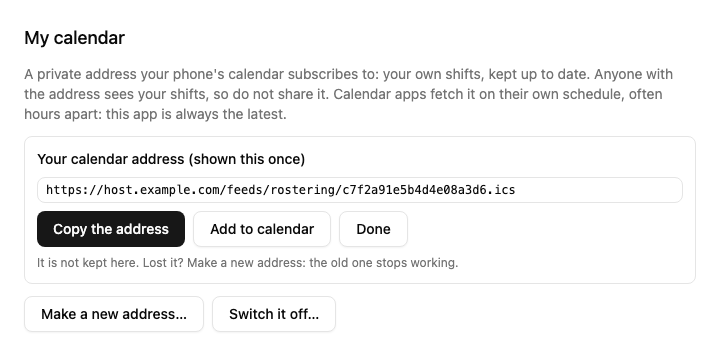 My calendar
A private address your phone's calendar subscribes to: your own shifts, kept up to date. Anyone with
the address sees your shifts, so do not share it. Calendar apps fetch it on their own schedule, often
hours apart: this app is always the latest.
Your calendar address (shown this once)
https://host.example.com/feeds/rostering/c7f2a91e5b4d4e08a3d6.ics
Copy the address Add to calendar Done
It is not kept here. Lost it? Make a new address: the old one stops working.
Make a new address... Switch it off...